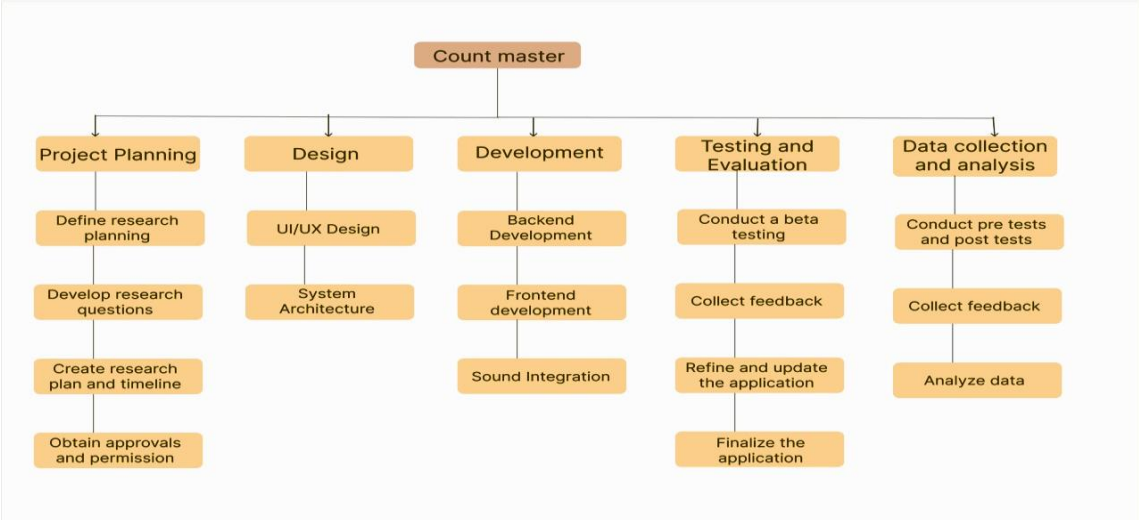 Count master
Project Planning
Define research
planning
Develop research
questions
Create research
plan and timeline
Obtain approvals
and permission
Design
UI/UX Design
System
Architecture
Development
Backend
Development
Frontend
development
Sound Integration
Testing and
Evaluation
Conduct a beta
testing
Collect feedback
Refine and update
the application
Finalize the
application
Data collection
and analysis
Conduct pre tests
and post tests
Collect feedback
Analyze data